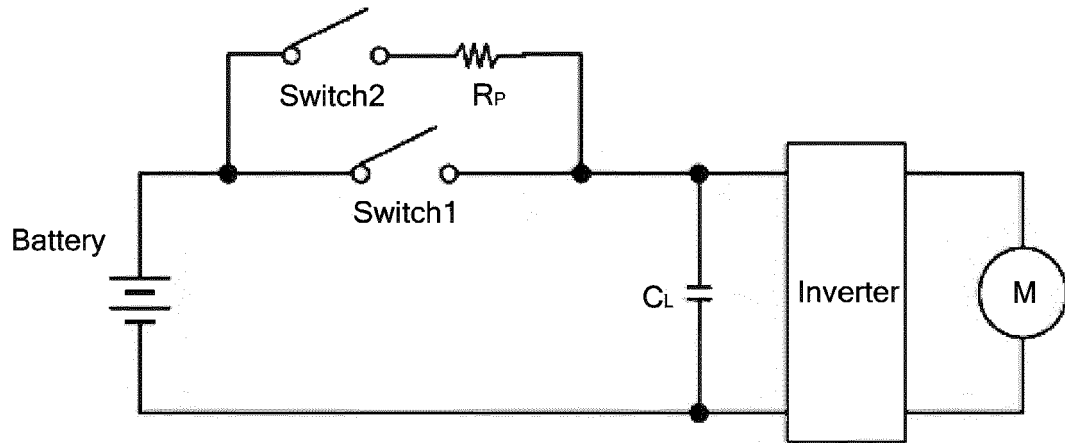 Switch2
RP
Switch1
Battery
CL
Inverter
M